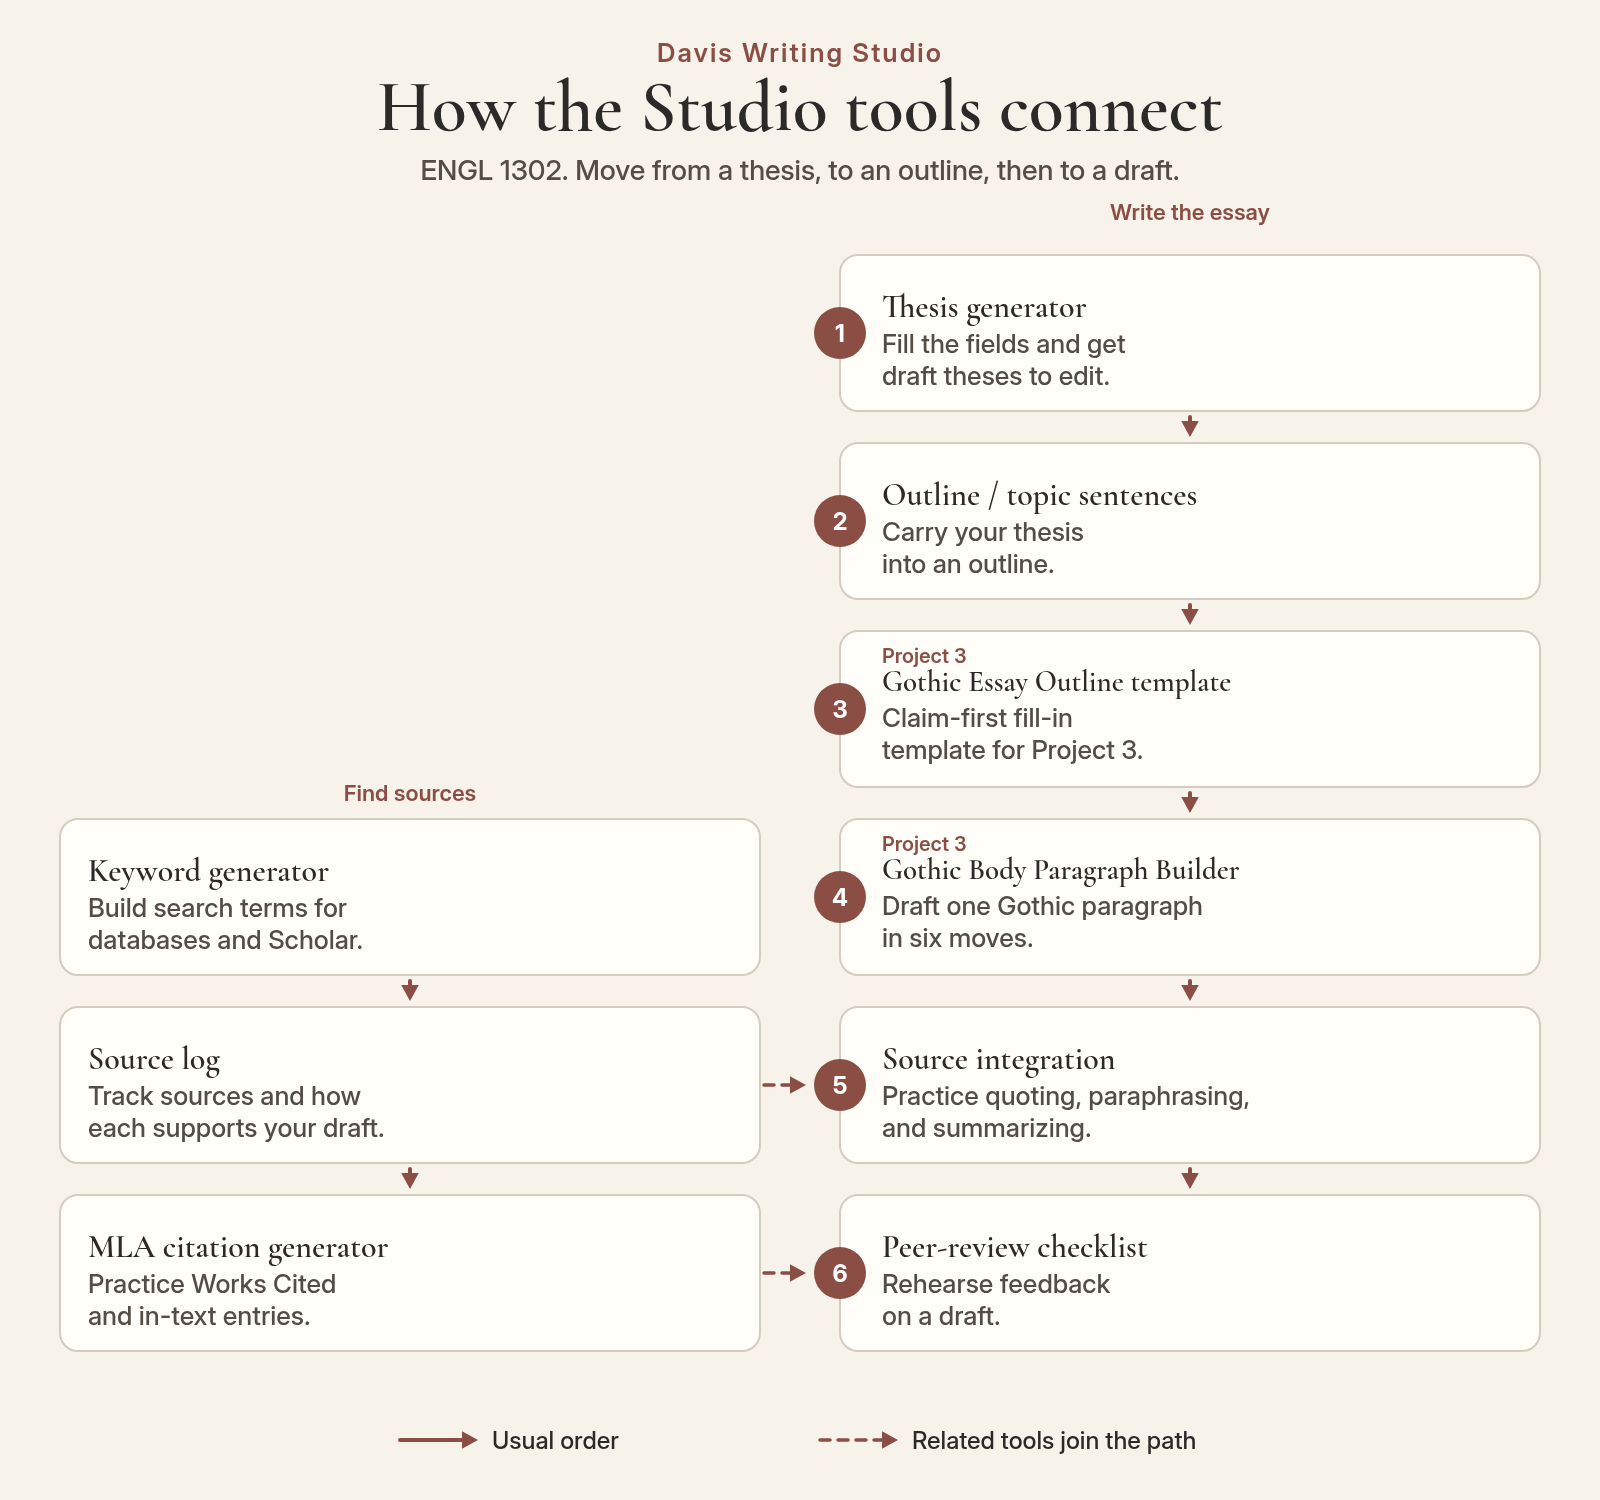 Davis Writing Studio
How the Studio tools connect
ENGL 1302. Move from a thesis, to an outline, then to a draft.
Write the essay
1
Thesis generator
Fill the fields and get
draft theses to edit.
2
Outline / topic sentences
Carry your thesis
into an outline.
3
Project 3
Gothic Essay Outline template
Claim-first fill-in
template for Project 3.
4
Project 3
Gothic Body Paragraph Builder
Draft one Gothic paragraph
in six moves.
Find sources
Keyword generator
Build search terms for
databases and Scholar.
Source log
Track sources and how
each supports your draft.
5
Source integration
Practice quoting, paraphrasing,
and summarizing.
MLA citation generator
Practice Works Cited
and in-text entries.
6
Peer-review checklist
Rehearse feedback
on a draft.
Usual order
Related tools join the path